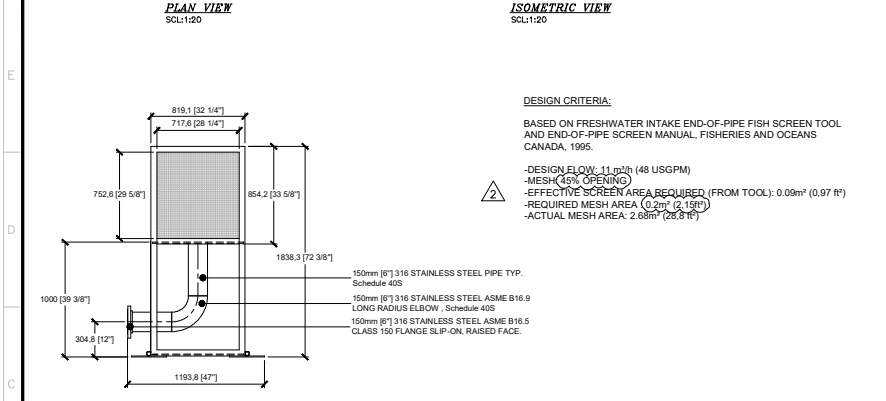 PLAN VIEW
SCL:1:20
ISOMETRIC VIEW
SCL:1:20
E
D
C
819,1 [32 1/4"]
717,6 [28 1/4"]
752,6 [29 5/8"]
854,2 [33 5/8"]
1838,3 [72 3/8"]
1000 [39 3/8"]
304,8 [12"]
1193,8 [47"]
150mm [6"] 316 STAINLESS STEEL PIPE TYP.
Schedule 40S
150mm [6"] 316 STAINLESS STEEL ASME B16.9
LONG RADIUS ELBOW , Schedule 40S
150mm [6"] 316 STAINLESS STEEL ASME B16.5
CLASS 150 FLANGE SLIP-ON, RAISED FACE.
DESIGN CRITERIA:
BASED ON FRESHWATER INTAKE END-OF-PIPE FISH SCREEN TOOL
AND END-OF-PIPE SCREEN MANUAL, FISHERIES AND OCEANS
CANADA, 1995.
-DESIGN FLOW: 11 m³/h (48 USGPM)
-MESH 45% OPENING
-EFFECTIVE SCREEN AREA REQUIRED (FROM TOOL): 0.09m² (0,97 ft²)
-REQUIRED MESH AREA 0.2m² (2,15ft²)
-ACTUAL MESH AREA: 2.68m² (28,8 ft²)
2